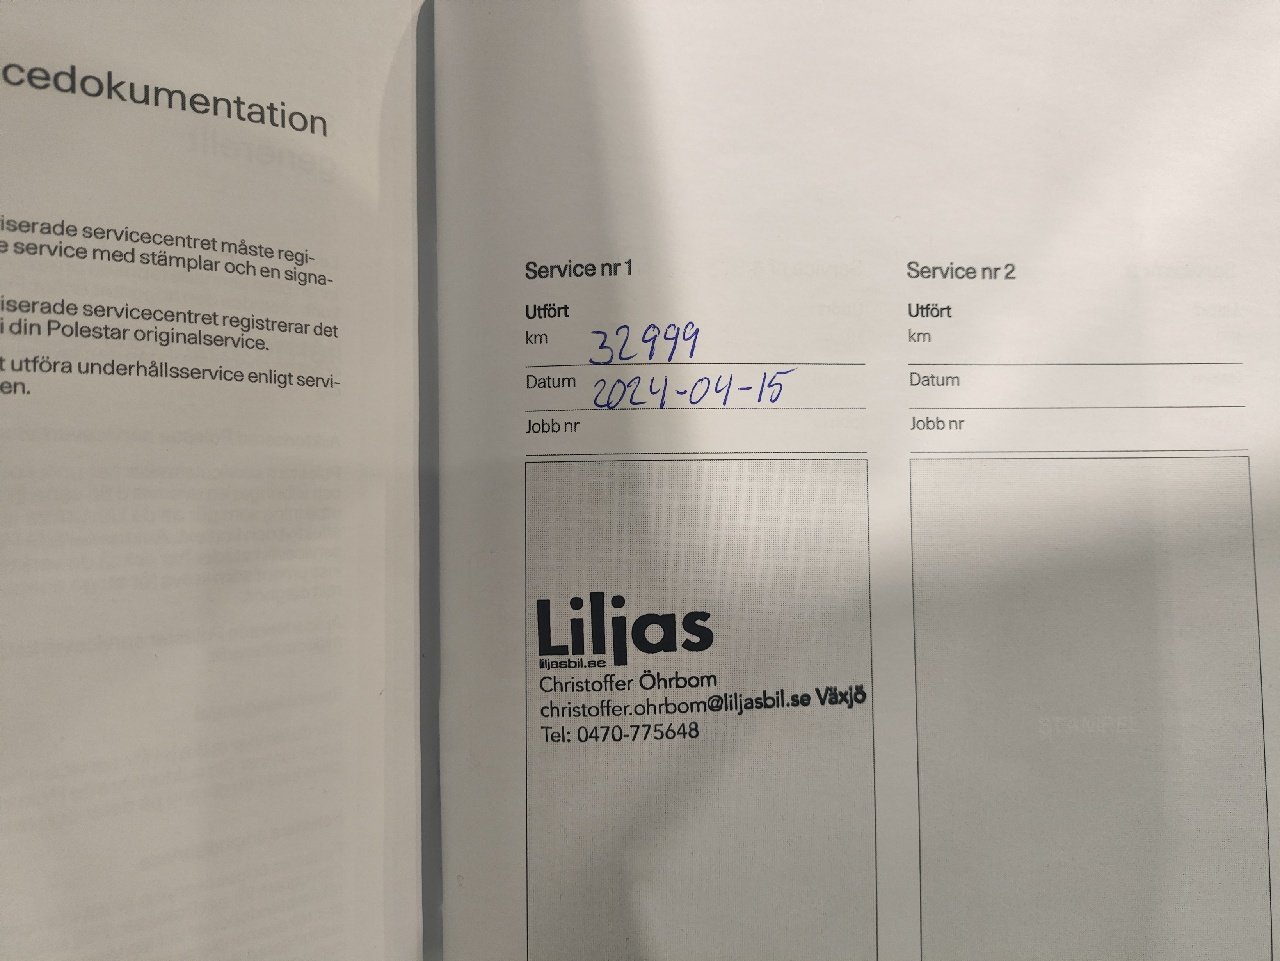 cedokumentation
iserade servicecentret måste regi-
e service med stämplar och en signa-
iserade servicecentret registrerar det
i din Polestar originalservice.
t utföra underhållsservice enligt servi-
en.
Service nr 1
Utfört
km 32999
Datum 2024-04-15
Jobb nr
Liljas
liljasbil.se
Christoffer Öhrbom
christoffer.ohrbom@liljasbil.se Växjö
Tel: 0470-775648
Service nr 2
Utfört
km
Datum
Jobb nr